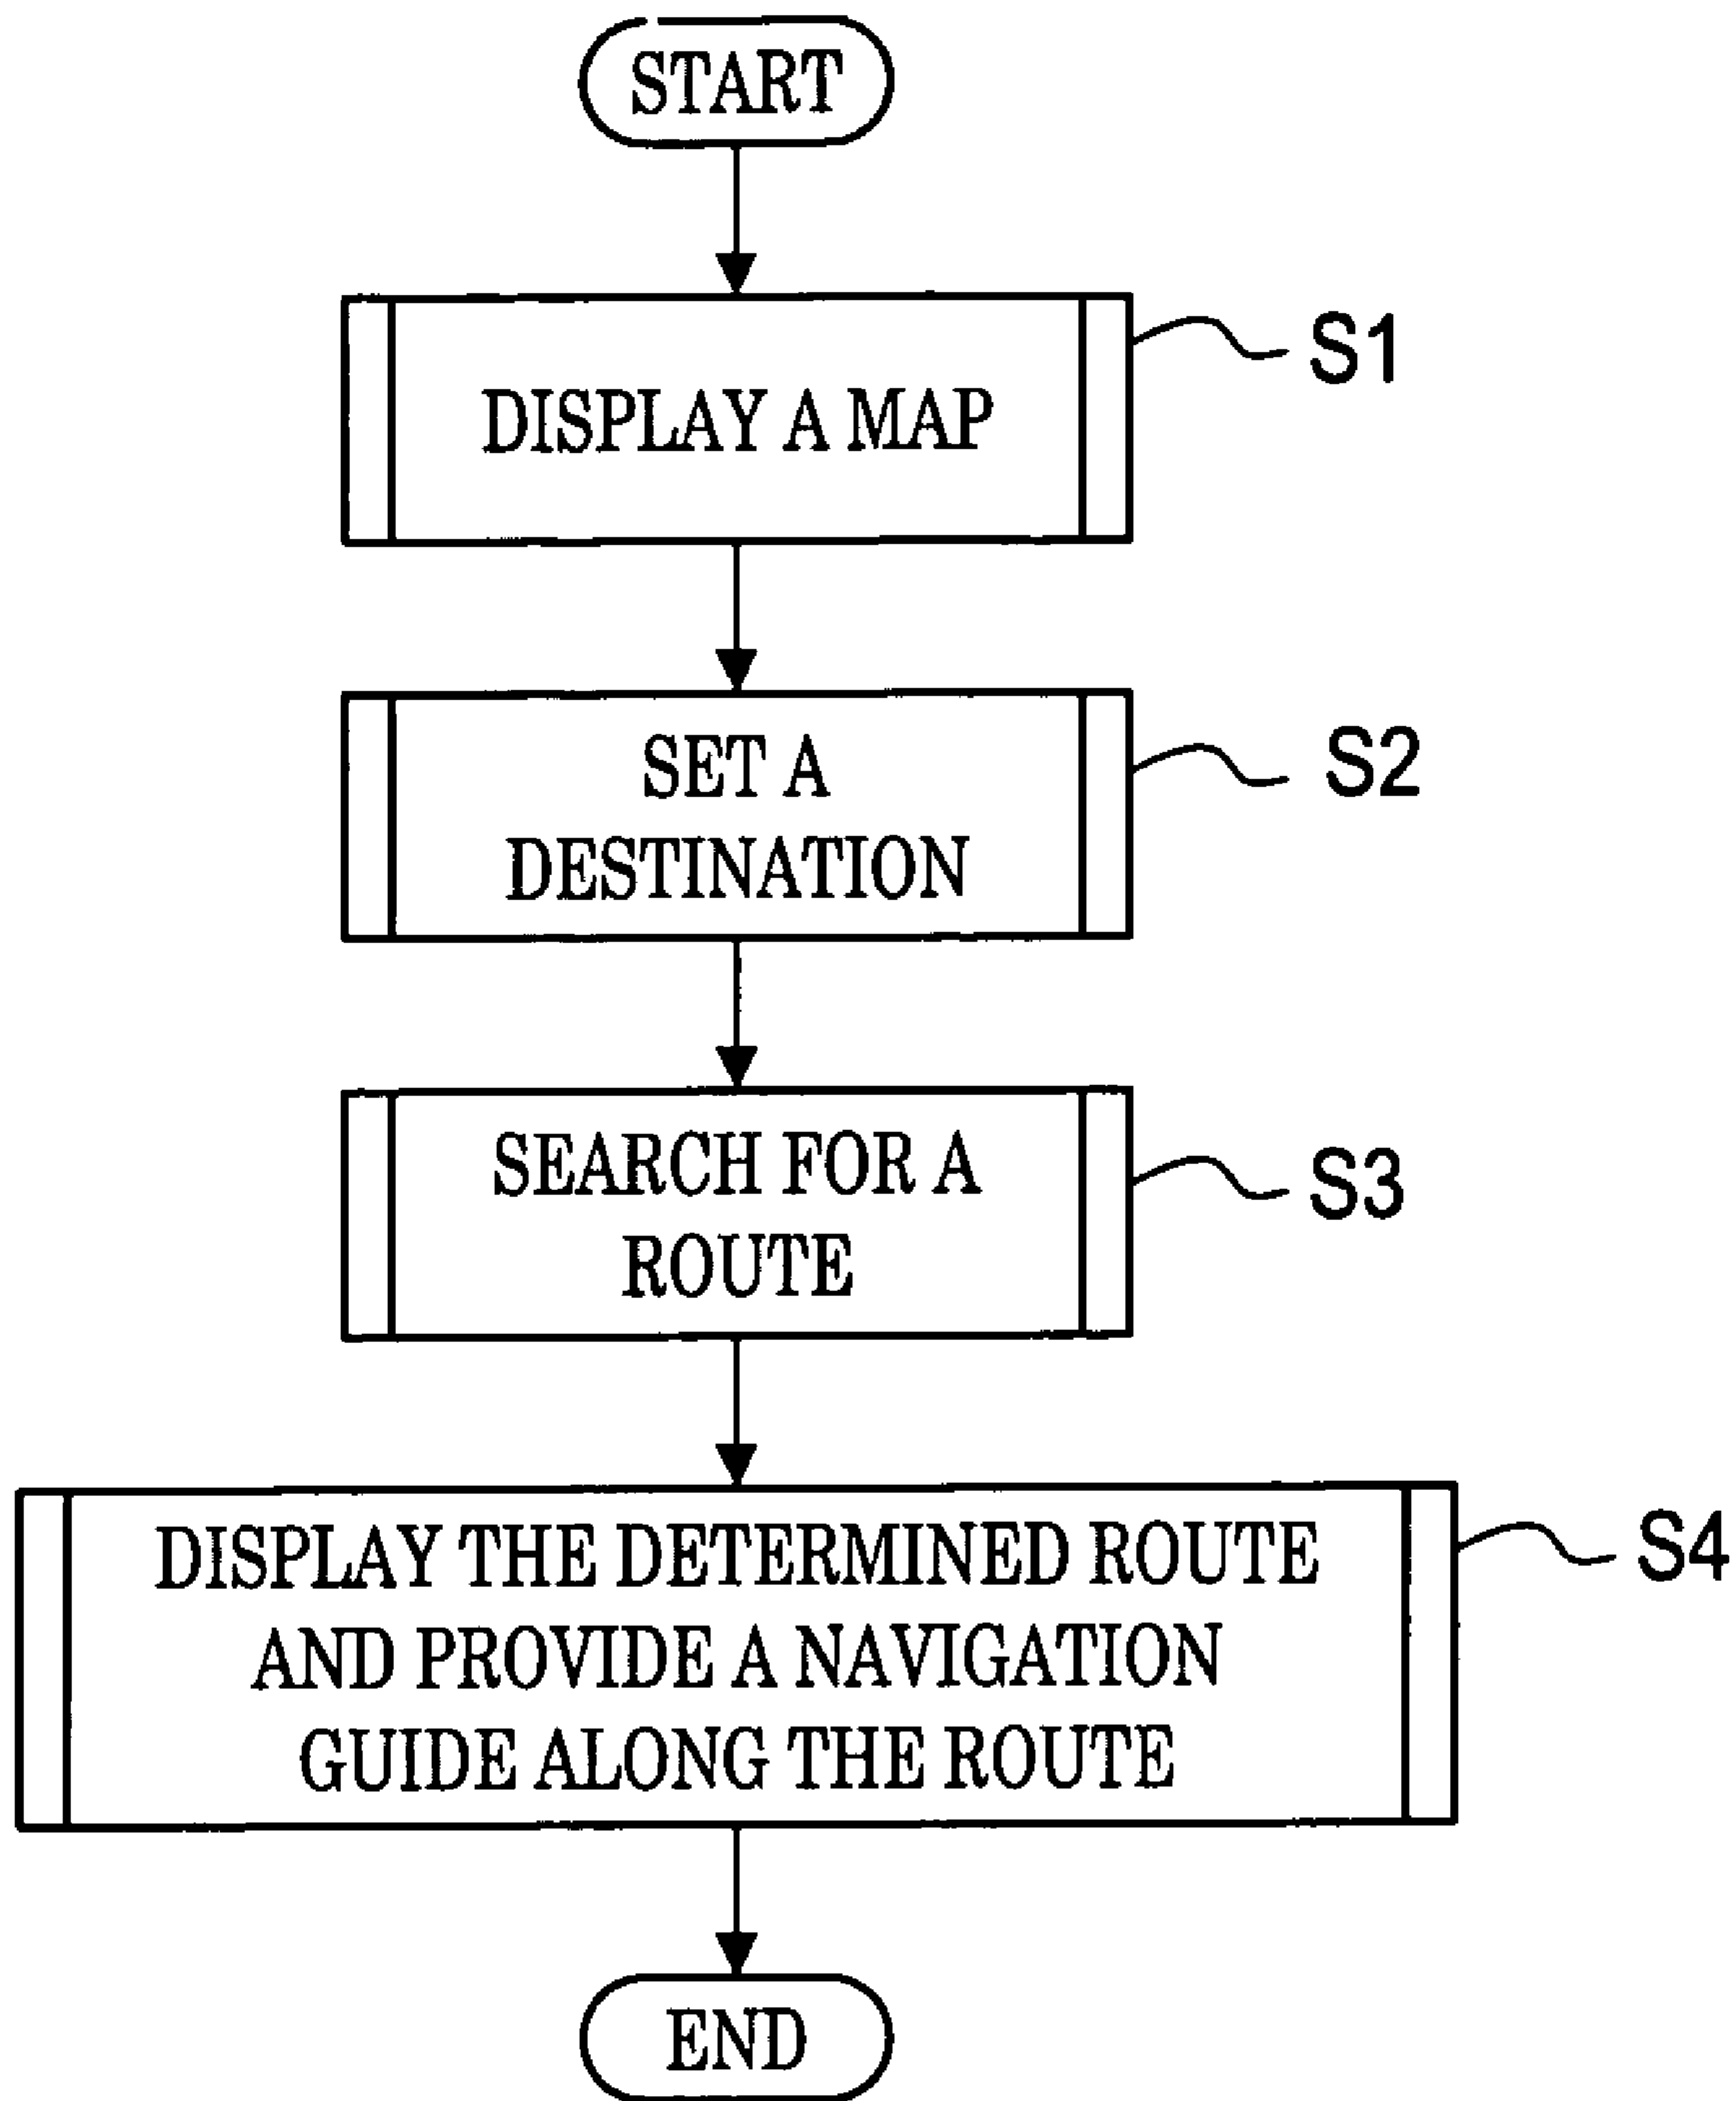 START
DISPLAY A MAP
S1
SET A
DESTINATION
S2
SEARCH FOR A
ROUTE
S3
DISPLAY THE DETERMINED ROUTE
AND PROVIDE A NAVIGATION
GUIDE ALONG THE ROUTE
S4
END